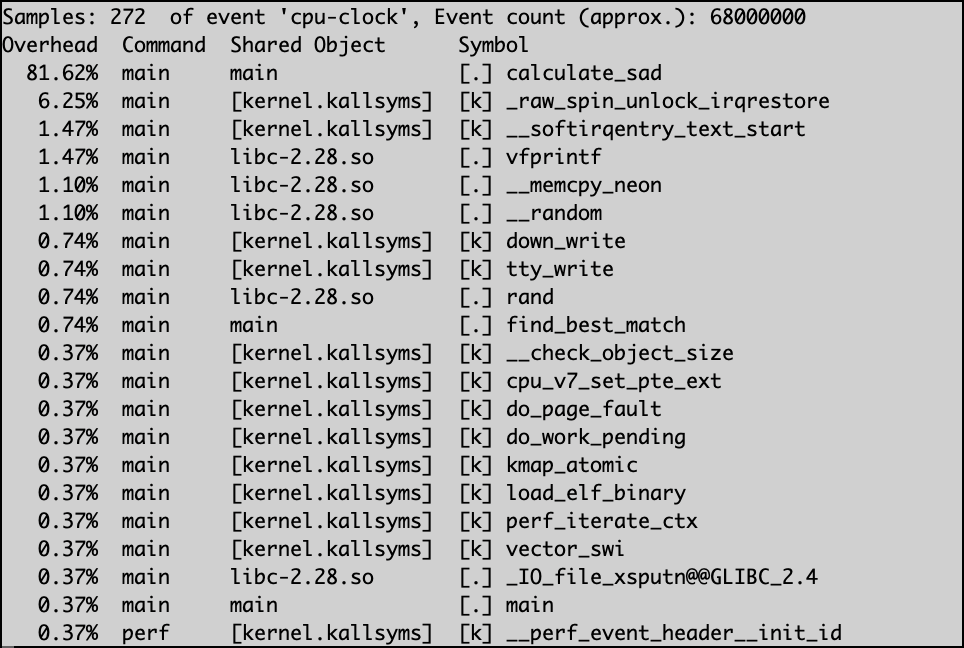 Samples: 272  of event 'cpu-clock', Event count (approx.): 68000000
Overhead  Command  Shared Object      Symbol
  81.62%  main     main               [.] calculate_sad
   6.25%  main     [kernel.kallsyms]  [k] _raw_spin_unlock_irqrestore
   1.47%  main     [kernel.kallsyms]  [k] __softirqentry_text_start
   1.47%  main     libc-2.28.so       [.] vfprintf
   1.10%  main     libc-2.28.so       [.] __memcpy_neon
   1.10%  main     libc-2.28.so       [.] __random
   0.74%  main     [kernel.kallsyms]  [k] down_write
   0.74%  main     [kernel.kallsyms]  [k] tty_write
   0.74%  main     libc-2.28.so       [.] rand
   0.74%  main     main               [.] find_best_match
   0.37%  main     [kernel.kallsyms]  [k] __check_object_size
   0.37%  main     [kernel.kallsyms]  [k] cpu_v7_set_pte_ext
   0.37%  main     [kernel.kallsyms]  [k] do_page_fault
   0.37%  main     [kernel.kallsyms]  [k] do_work_pending
   0.37%  main     [kernel.kallsyms]  [k] kmap_atomic
   0.37%  main     [kernel.kallsyms]  [k] load_elf_binary
   0.37%  main     [kernel.kallsyms]  [k] perf_iterate_ctx
   0.37%  main     [kernel.kallsyms]  [k] vector_swi
   0.37%  main     libc-2.28.so       [.] _IO_file_xsputn@@GLIBC_2.4
   0.37%  main     main               [.] main
   0.37%  perf     [kernel.kallsyms]  [k] __perf_event_header__init_id